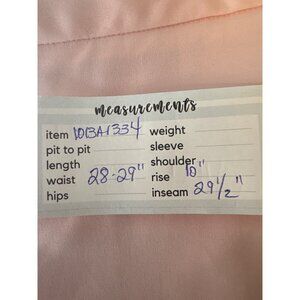 measurements
item 10BA1334 weight
pit to pit sleeve
length shoulder
waist 28-29" rise 10"
hips inseam 29 1/2"